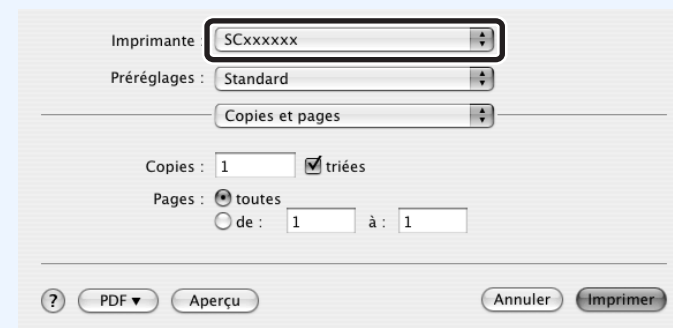 Imprimante : SCxxxxxx
Préréglages : Standard
Copies et pages
Copies : 1 triées
Pages : toutes
de : 1 à : 1
? PDF▼ Aperçu Annuler Imprimer